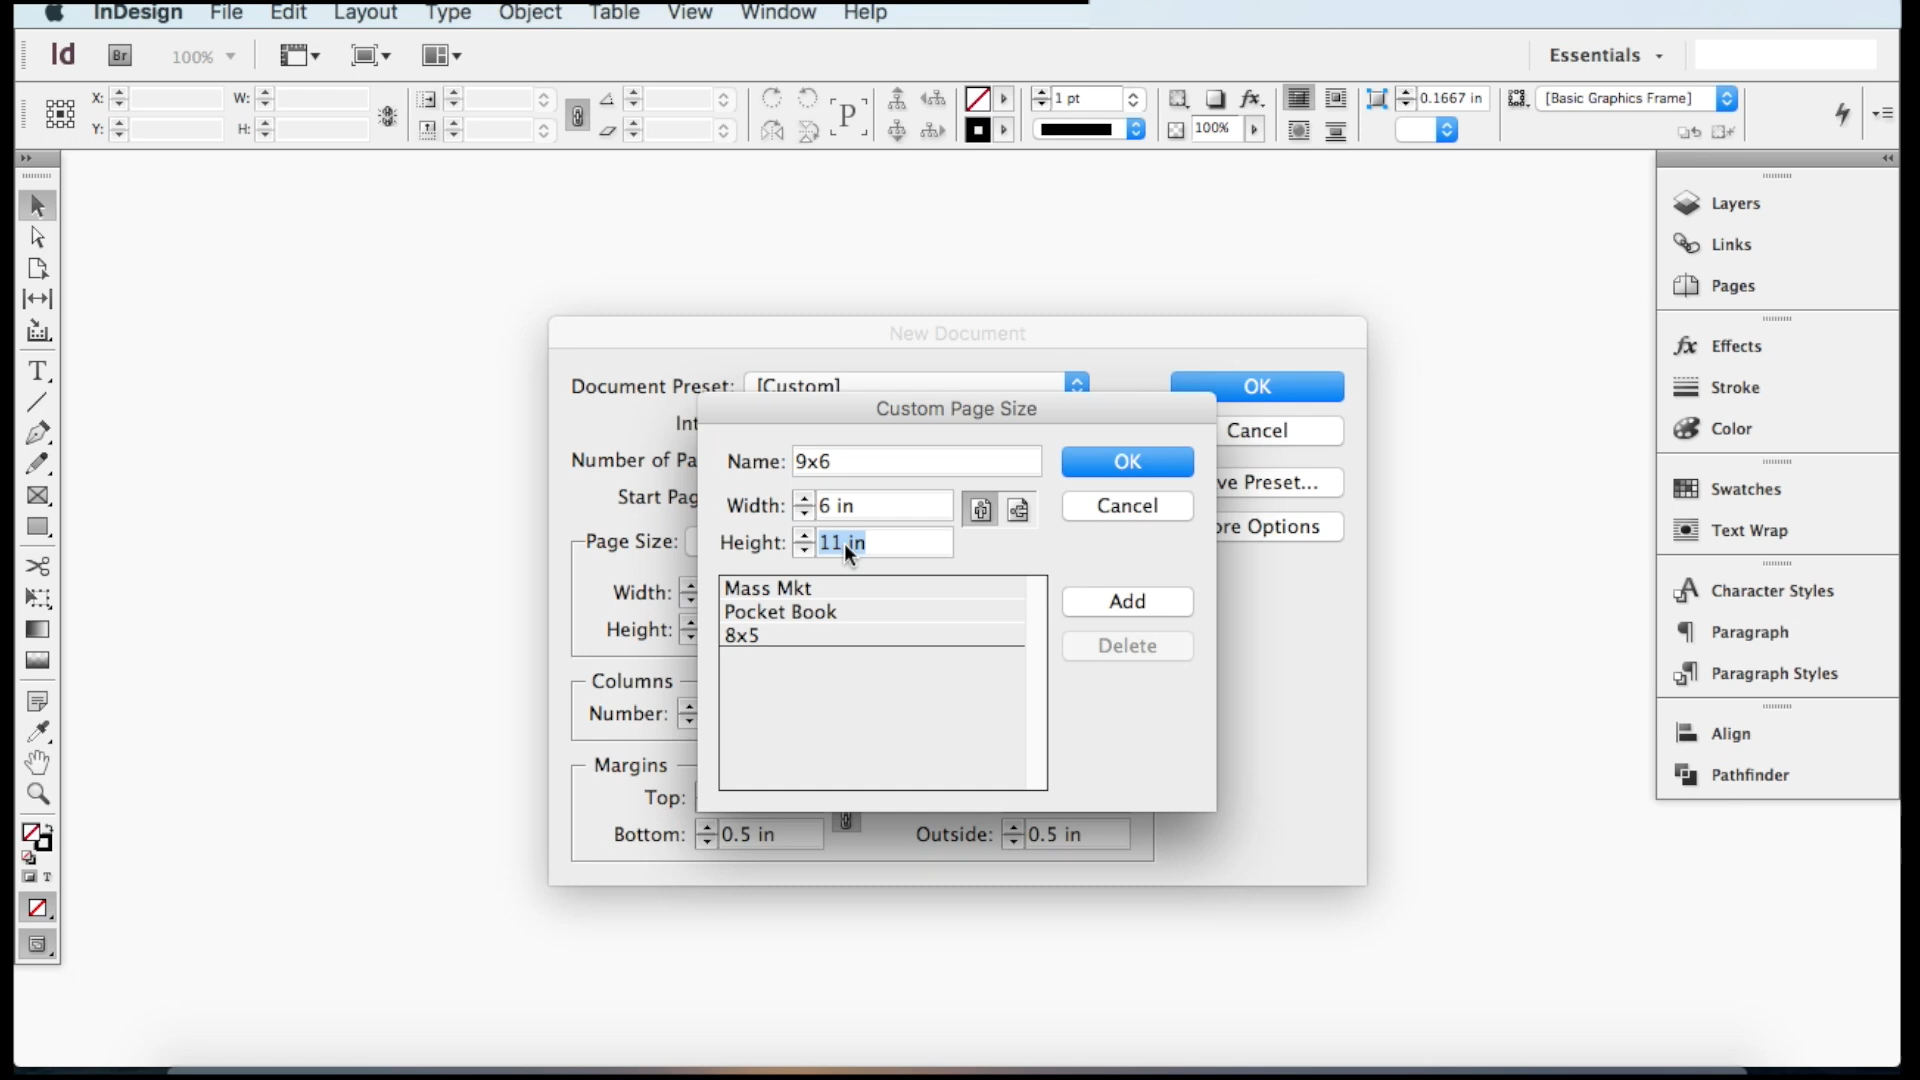 InDesign File Edit Layout Type Object Table View Window Help
Id Br 100% Essentials
X: W: 1 pt fx. 0.1667 in [Basic Graphics Frame]
Y: H: P 100%
Layers
Links
Pages
fx Effects
Stroke
Color
Swatches
Text Wrap
Character Styles
Paragraph
Paragraph Styles
Align
Pathfinder
New Document
Document Preset: [Custom] OK
Int Cancel
Number of Pa ve Preset...
Start Pag ore Options
Page Size:
Width:
Height:
Columns
Number:
Margins
Top:
Bottom: 0.5 in Outside: 0.5 in
Custom Page Size
Name: 9x6 OK
Width: 6 in Cancel
Height: 11 in
Mass Mkt
Pocket Book
8x5
Add
Delete
T
T